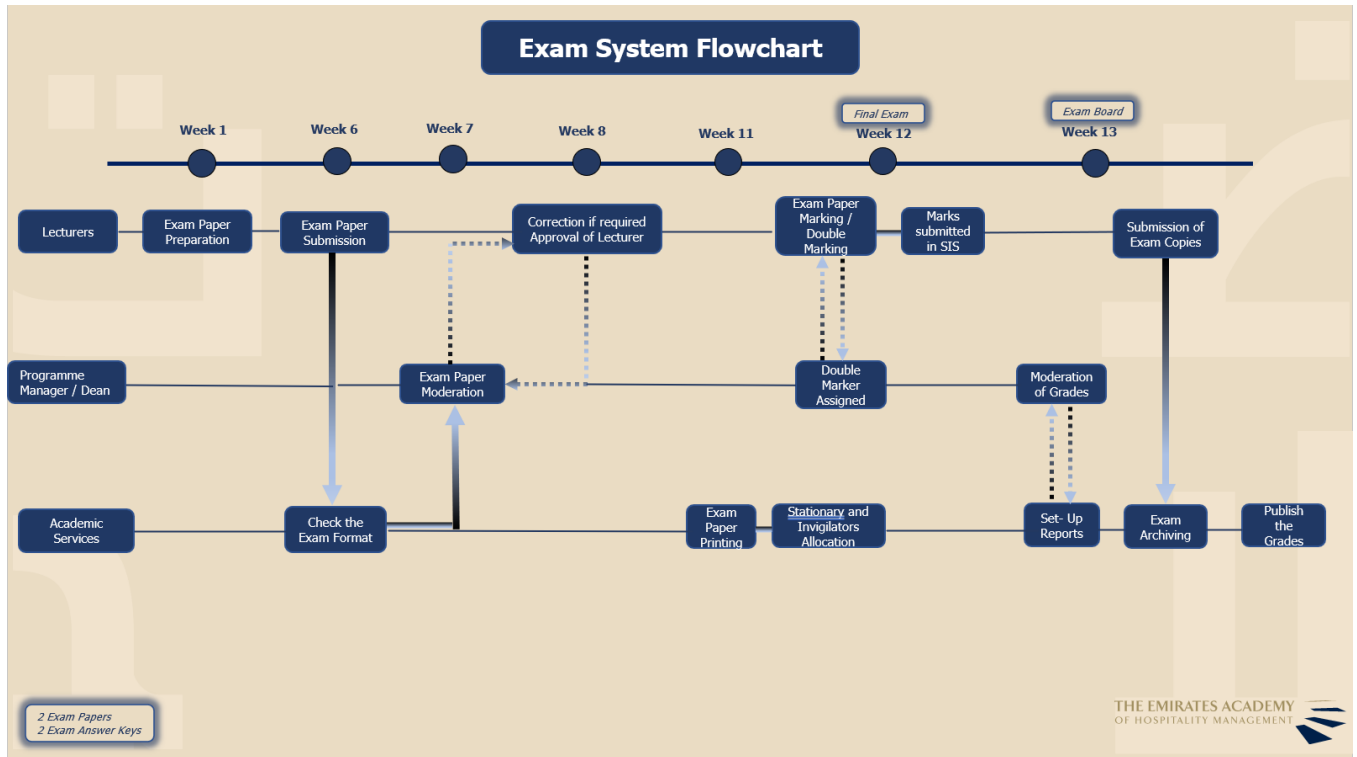 Exam System Flowchart
Final Exam
Exam Board
Week 1
Week 6
Week 7
Week 8
Week 11
Week 12
Week 13
Lecturers
Exam Paper
Preparation
Exam Paper
Submission
Correction if required
Approval of Lecturer
Exam Paper
Marking /
Double
Marking
Marks
submitted
in SIS
Submission of
Exam Copies
Programme
Manager / Dean
Exam Paper
Moderation
Double
Marker
Assigned
Moderation
of Grades
Academic
Services
Check the
Exam Format
Exam
Paper
Printing
Stationary and
Invigilators
Allocation
Set- Up
Reports
Exam
Archiving
Publish
the
Grades
2 Exam Papers
2 Exam Answer Keys
THE EMIRATES ACADEMY
OF HOSPITALITY MANAGEMENT